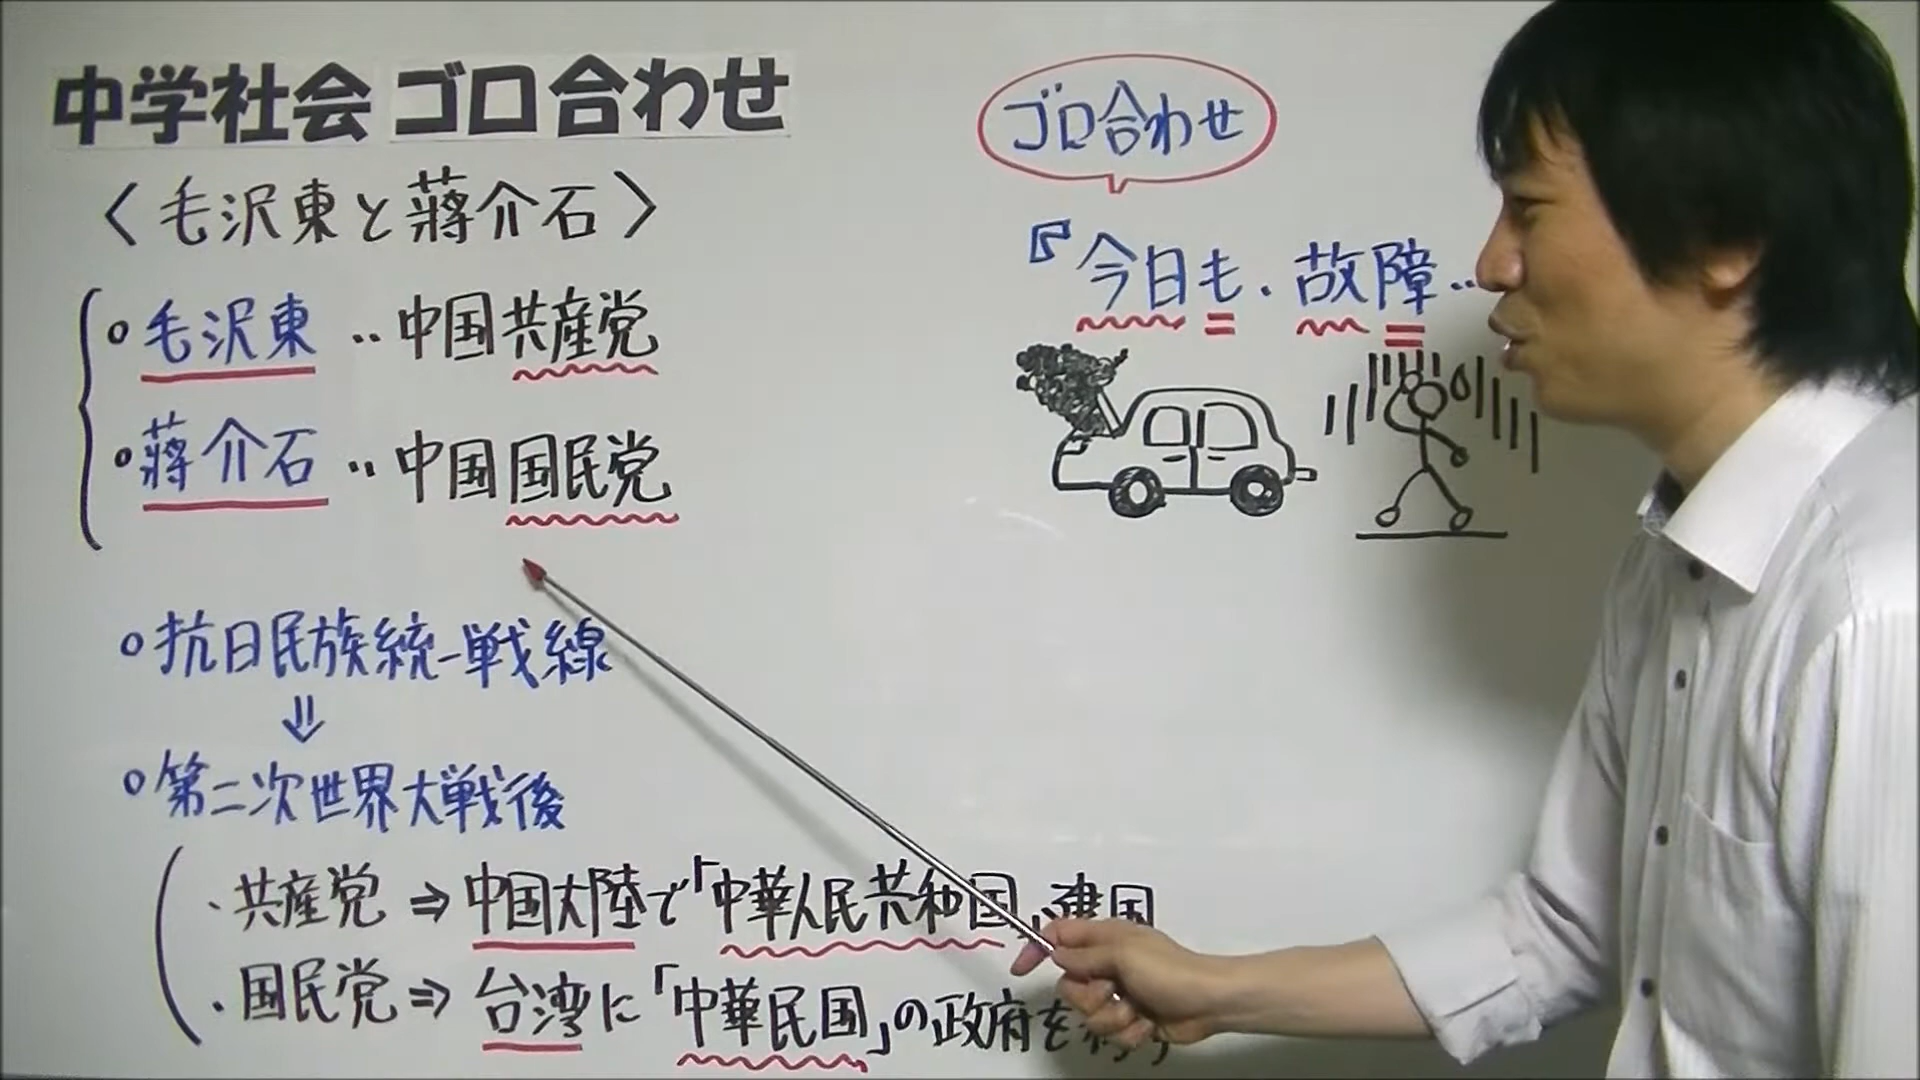 中学社会 ゴロ合わせ
〈毛沢東と蔣介石〉
毛沢東‥中国共産党
蔣介石‥中国国民党
抗日民族統一戦線
⇓
第二次世界大戦後
・共産党⇒中国大陸で「中華人民共和国」建国
・国民党⇒台湾に「中華民国」の政府を
ゴロ合わせ
『今日も.故障‥